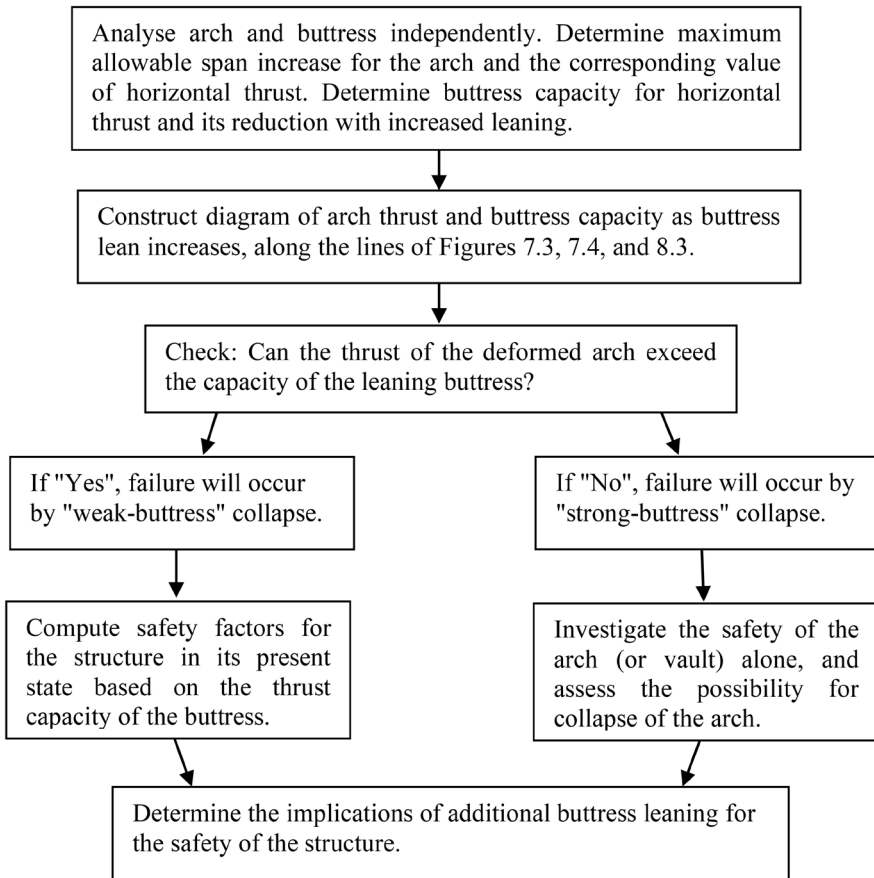 Analyse arch and buttress independently. Determine maximum
allowable span increase for the arch and the corresponding value
of horizontal thrust. Determine buttress capacity for horizontal
thrust and its reduction with increased leaning.
Construct diagram of arch thrust and buttress capacity as buttress
lean increases, along the lines of Figures 7.3, 7.4, and 8.3.
Check: Can the thrust of the deformed arch exceed
the capacity of the leaning buttress?
If "Yes", failure will occur
by "weak-buttress" collapse.
If "No", failure will occur by
"strong-buttress" collapse.
Compute safety factors for
the structure in its present
state based on the thrust
capacity of the buttress.
Investigate the safety of the
arch (or vault) alone, and
assess the possibility for
collapse of the arch.
Determine the implications of additional buttress leaning for
the safety of the structure.